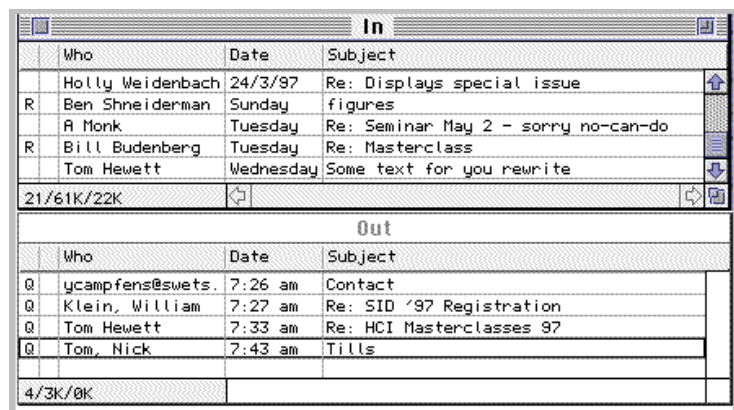 In
Who Date Subject
Holly Weidenbach 24/3/97 Re: Displays special issue
R Ben Shneiderman Sunday figures
A Monk Tuesday Re: Seminar May 2 - sorry no-can-do
R Bill Budenberg Tuesday Re: Masterclass
Tom Hewett Wednesday Some text for you rewrite
21/61K/22K
Out
Who Date Subject
Q ycampfens@swets. 7:26 am Contact
Q Klein, William 7:27 am Re: SID '97 Registration
Q Tom Hewett 7:33 am Re: HCI Masterclasses 97
Q Tom, Nick 7:43 am Tills
4/3K/0K